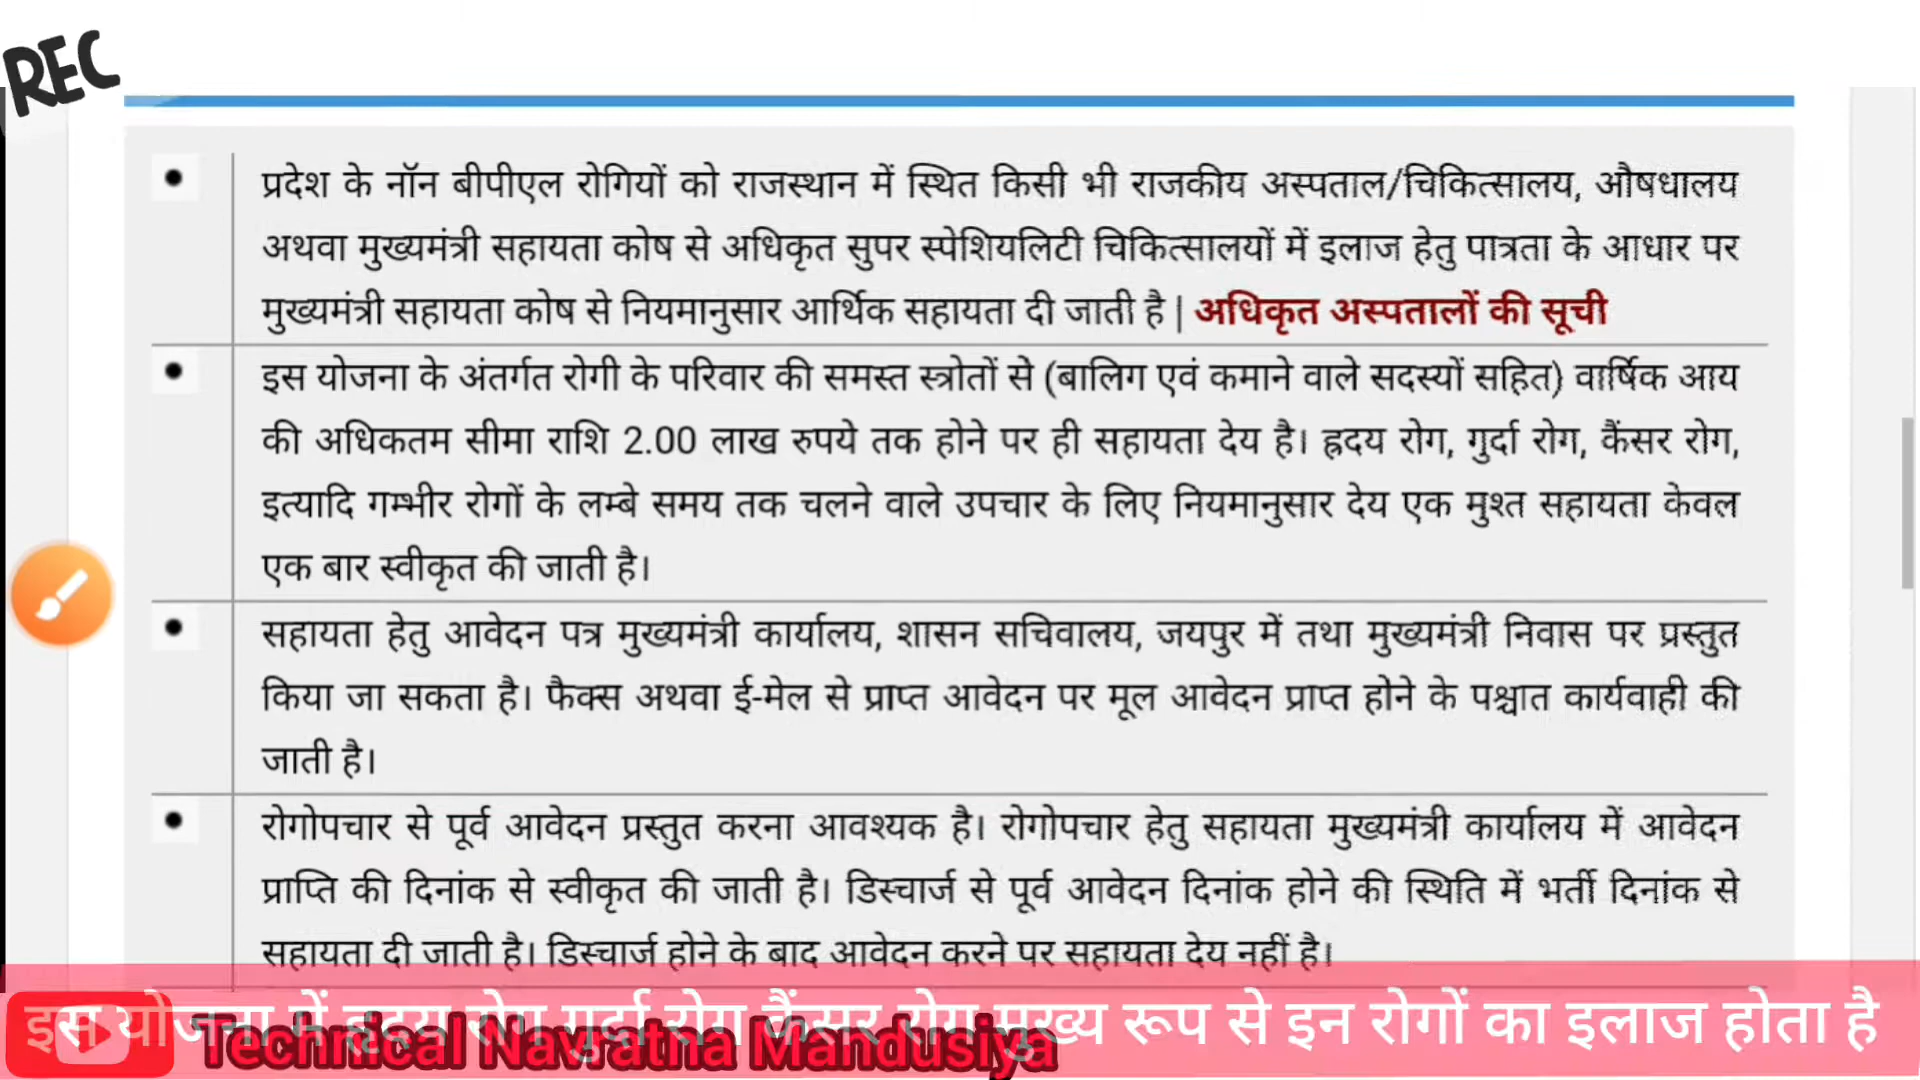 REC
प्रदेश के नॉन बीपीएल रोगियों को राजस्थान में स्थित किसी भी राजकीय अस्पताल/चिकित्सालय, औषधालय
अथवा मुख्यमंत्री सहायता कोष से अधिकृत सुपर स्पेशियलिटी चिकित्सालयों में इलाज हेतु पात्रता के आधार पर
मुख्यमंत्री सहायता कोष से नियमानुसार आर्थिक सहायता दी जाती है | अधिकृत अस्पतालों की सूची
इस योजना के अंतर्गत रोगी के परिवार की समस्त स्त्रोतों से (बालिग एवं कमाने वाले सदस्यों सहित) वार्षिक आय
की अधिकतम सीमा राशि 2.00 लाख रुपये तक होने पर ही सहायता देय है। ह्रदय रोग, गुर्दा रोग, कैंसर रोग,
इत्यादि गम्भीर रोगों के लम्बे समय तक चलने वाले उपचार के लिए नियमानुसार देय एक मुश्त सहायता केवल
एक बार स्वीकृत की जाती है।
सहायता हेतु आवेदन पत्र मुख्यमंत्री कार्यालय, शासन सचिवालय, जयपुर में तथा मुख्यमंत्री निवास पर प्रस्तुत
किया जा सकता है। फैक्स अथवा ई-मेल से प्राप्त आवेदन पर मूल आवेदन प्राप्त होने के पश्चात कार्यवाही की
जाती है।
रोगोपचार से पूर्व आवेदन प्रस्तुत करना आवश्यक है। रोगोपचार हेतु सहायता मुख्यमंत्री कार्यालय में आवेदन
प्राप्ति की दिनांक से स्वीकृत की जाती है। डिस्चार्ज से पूर्व आवेदन दिनांक होने की स्थिति में भर्ती दिनांक से
सहायता दी जाती है। डिस्चार्ज होने के बाद आवेदन करने पर सहायता देय नहीं है।
इस योजना में हृदय रोग गुर्दा रोग कैंसर रोग मुख्य रूप से इन रोगों का इलाज होता है
Technical Navratna Mandusiya